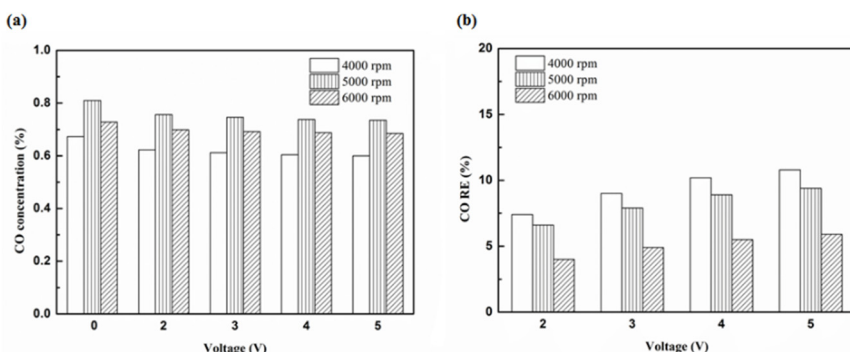 (a)
CO concentration (%)
1.0
0.8
0.6
0.4
0.2
0.0
4000 rpm
5000 rpm
6000 rpm
0 2 3 4 5
Voltage (V)
(b)
CO RE (%)
20
15
10
5
0
4000 rpm
5000 rpm
6000 rpm
2 3 4 5
Voltage (V)